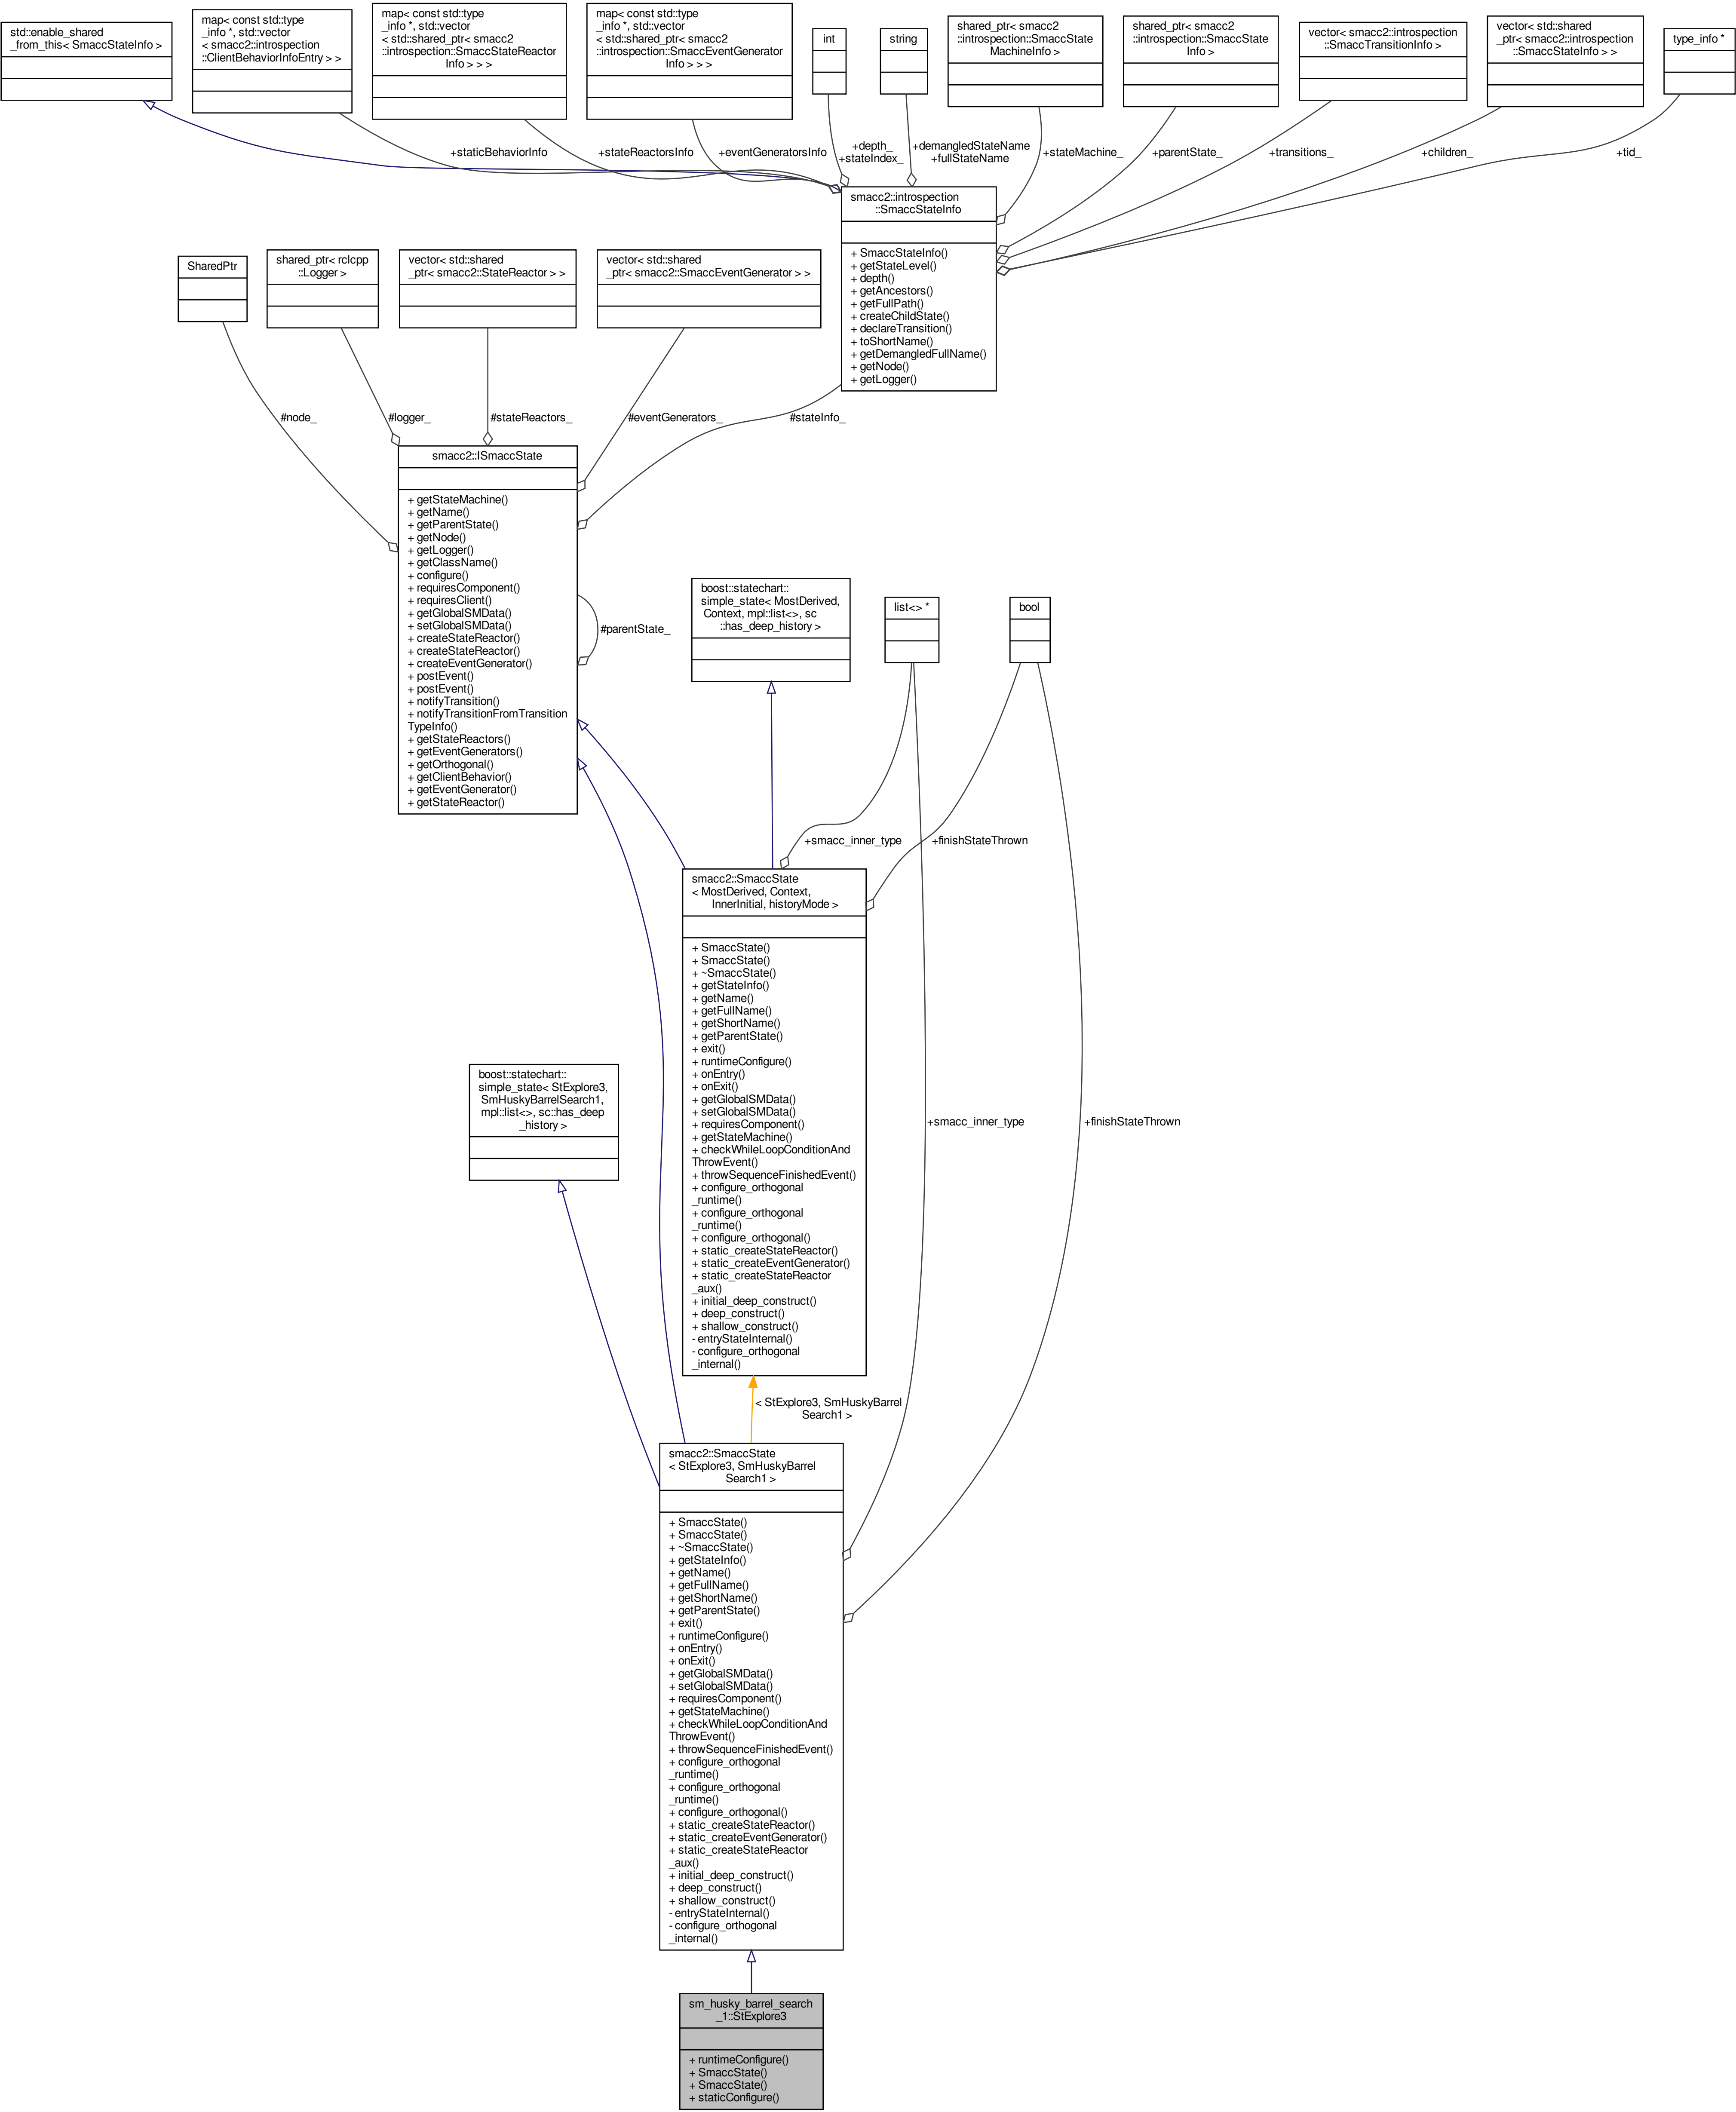 std::enable_shared
_from_this< SmaccStateInfo >
map< const std::type
_info *, std::vector
< smacc2::introspection
::ClientBehaviorInfoEntry > >
map< const std::type
_info *, std::vector
< std::shared_ptr< smacc2
::introspection::SmaccStateReactor
Info > > >
map< const std::type
_info *, std::vector
< std::shared_ptr< smacc2
::introspection::SmaccEventGenerator
Info > > >
int
string
shared_ptr< smacc2
::introspection::SmaccState
MachineInfo >
shared_ptr< smacc2
::introspection::SmaccState
Info >
vector< smacc2::introspection
::SmaccTransitionInfo >
vector< std::shared
_ptr< smacc2::introspection
::SmaccStateInfo > >
type_info *
+staticBehaviorInfo
+stateReactorsInfo
+eventGeneratorsInfo
+depth_
+stateIndex_
+demangledStateName
+fullStateName
+stateMachine_
+parentState_
+transitions_
+children_
+tid_
smacc2::introspection
::SmaccStateInfo
+ SmaccStateInfo()
+ getStateLevel()
+ depth()
+ getAncestors()
+ getFullPath()
+ createChildState()
+ declareTransition()
+ toShortName()
+ getDemangledFullName()
+ getNode()
+ getLogger()
SharedPtr
shared_ptr< rclcpp
::Logger >
vector< std::shared
_ptr< smacc2::StateReactor > >
vector< std::shared
_ptr< smacc2::SmaccEventGenerator > >
#node_
#logger_
#stateReactors_
#eventGenerators_
#stateInfo_
smacc2::ISmaccState
+ getStateMachine()
+ getName()
+ getParentState()
+ getNode()
+ getLogger()
+ getClassName()
+ configure()
+ requiresComponent()
+ requiresClient()
+ getGlobalSMData()
+ setGlobalSMData()
+ createStateReactor()
+ createStateReactor()
+ createEventGenerator()
+ postEvent()
+ postEvent()
+ notifyTransition()
+ notifyTransitionFromTransition
TypeInfo()
+ getStateReactors()
+ getEventGenerators()
+ getOrthogonal()
+ getClientBehavior()
+ getEventGenerator()
+ getStateReactor()
#parentState_
boost::statechart::
simple_state< MostDerived,
Context, mpl::list<>, sc
::has_deep_history >
list<> *
bool
+smacc_inner_type
+finishStateThrown
smacc2::SmaccState
< MostDerived, Context,
InnerInitial, historyMode >
+ SmaccState()
+ SmaccState()
+ ~SmaccState()
+ getStateInfo()
+ getName()
+ getFullName()
+ getShortName()
+ getParentState()
+ exit()
+ runtimeConfigure()
+ onEntry()
+ onExit()
+ getGlobalSMData()
+ setGlobalSMData()
+ requiresComponent()
+ getStateMachine()
+ checkWhileLoopConditionAnd
ThrowEvent()
+ throwSequenceFinishedEvent()
+ configure_orthogonal
_runtime()
+ configure_orthogonal
_runtime()
+ configure_orthogonal()
+ static_createStateReactor()
+ static_createEventGenerator()
+ static_createStateReactor
_aux()
+ initial_deep_construct()
+ deep_construct()
+ shallow_construct()
- entryStateInternal()
- configure_orthogonal
_internal()
boost::statechart::
simple_state< StExplore3,
SmHuskyBarrelSearch1,
mpl::list<>, sc::has_deep
_history >
+smacc_inner_type
+finishStateThrown
< StExplore3, SmHuskyBarrel
Search1 >
smacc2::SmaccState
< StExplore3, SmHuskyBarrel
Search1 >
+ SmaccState()
+ SmaccState()
+ ~SmaccState()
+ getStateInfo()
+ getName()
+ getFullName()
+ getShortName()
+ getParentState()
+ exit()
+ runtimeConfigure()
+ onEntry()
+ onExit()
+ getGlobalSMData()
+ setGlobalSMData()
+ requiresComponent()
+ getStateMachine()
+ checkWhileLoopConditionAnd
ThrowEvent()
+ throwSequenceFinishedEvent()
+ configure_orthogonal
_runtime()
+ configure_orthogonal
_runtime()
+ configure_orthogonal()
+ static_createStateReactor()
+ static_createEventGenerator()
+ static_createStateReactor
_aux()
+ initial_deep_construct()
+ deep_construct()
+ shallow_construct()
- entryStateInternal()
- configure_orthogonal
_internal()
sm_husky_barrel_search
_1::StExplore3
+ runtimeConfigure()
+ SmaccState()
+ SmaccState()
+ staticConfigure()